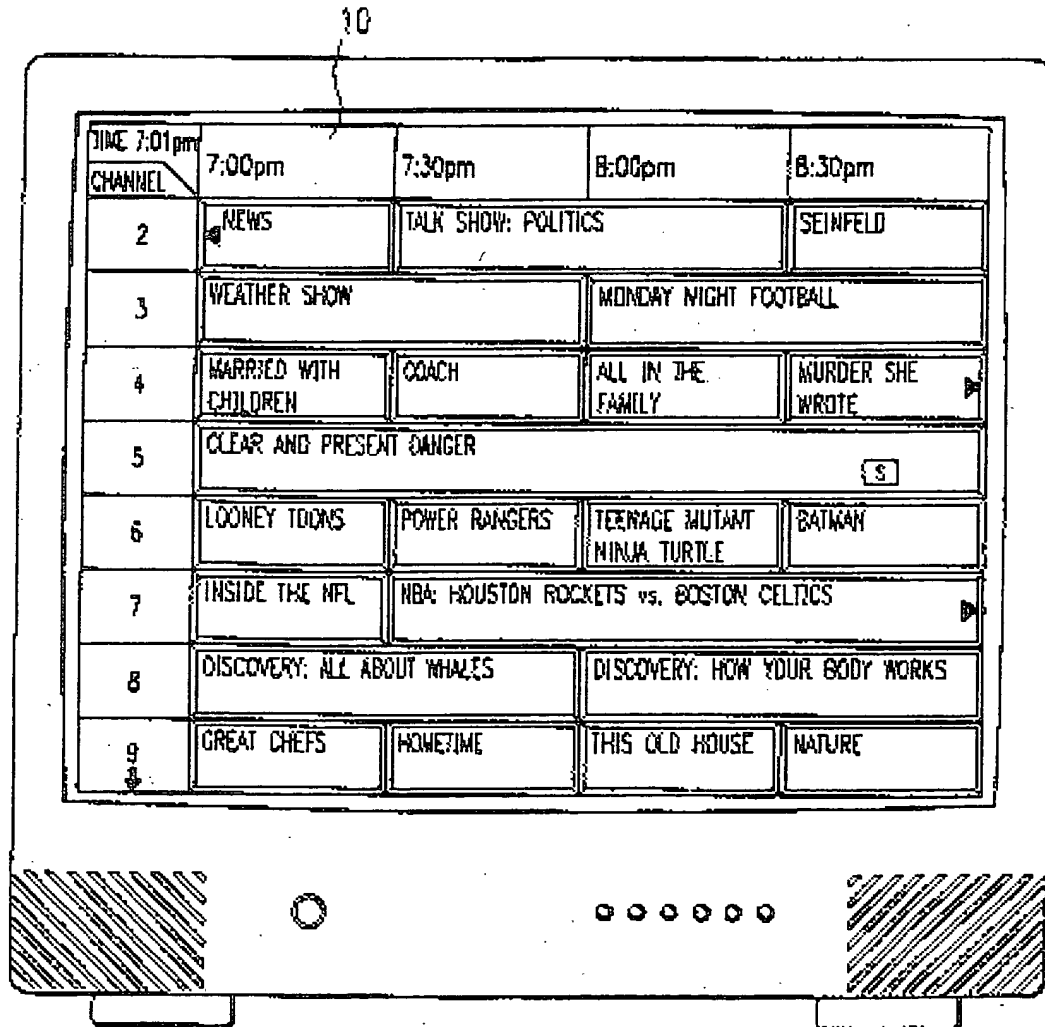 10
TIME 7:01pm
CHANNEL
7:00pm 7:30pm 8:00pm 8:30pm
2 NEWS TALK SHOW: POLITICS SEINFELD
3 WEATHER SHOW MONDAY NIGHT FOOTBALL
4 MARRIED WITH COACH ALL IN THE MURDER SHE
CHILDREN FAMILY WROTE
5 CLEAR AND PRESENT DANGER
S
6 LOONEY TOONS POWER RANGERS TEENAGE MUTANT BATMAN
NINJA TURTLE
7 INSIDE THE NFL NBA: HOUSTON ROCKETS vs. BOSTON CELTICS
8 DISCOVERY: ALL ABOUT WHALES DISCOVERY: HOW YOUR BODY WORKS
9 GREAT CHEFS HOMETIME THIS OLD HOUSE NATURE